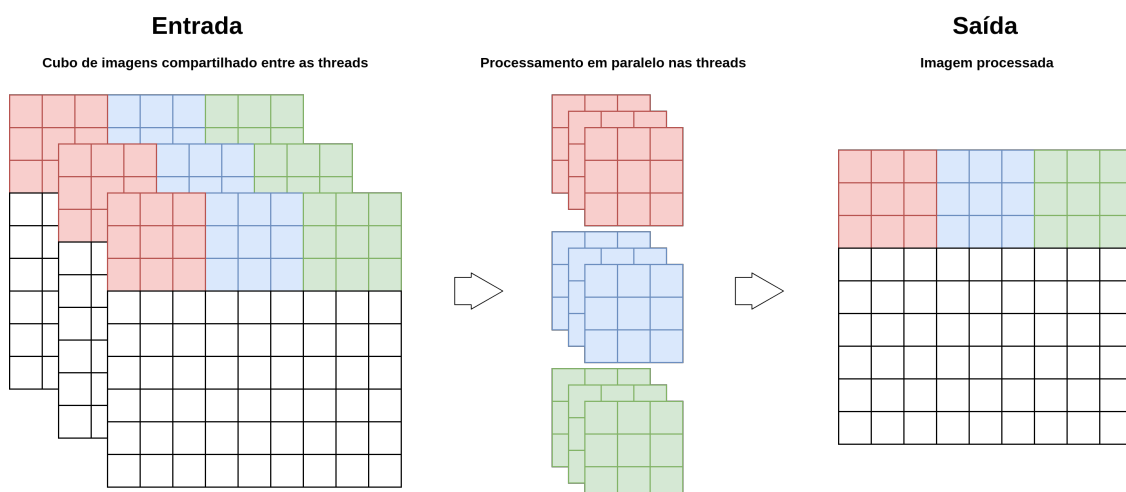 Entrada
Saída
Cubo de imagens compartilhado entre as threads
Processamento em paralelo nas threads
Imagem processada